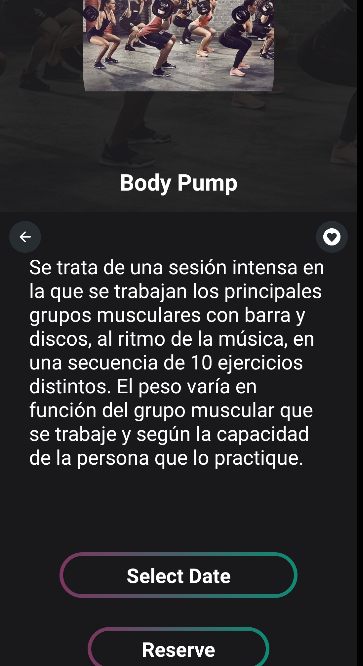 Body Pump
Se trata de una sesión intensa en
la que se trabajan los principales
grupos musculares con barra y
discos, al ritmo de la música, en
una secuencia de 10 ejercicios
distintos. El peso varía en
función del grupo muscular que
se trabaje y según la capacidad
de la persona que lo practique.
Select Date
Reserve